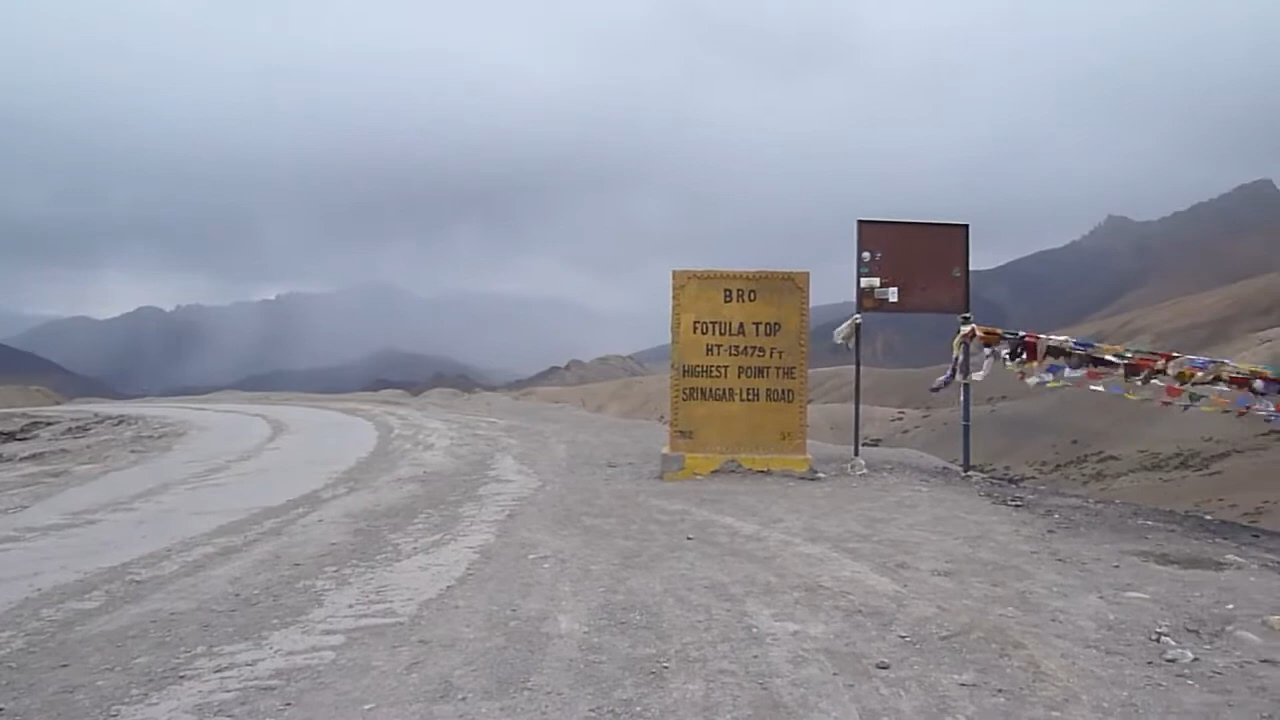 BRO
FOTULA TOP
HT-13479 FT
HIGHEST POINT THE
SRINAGAR-LEH ROAD